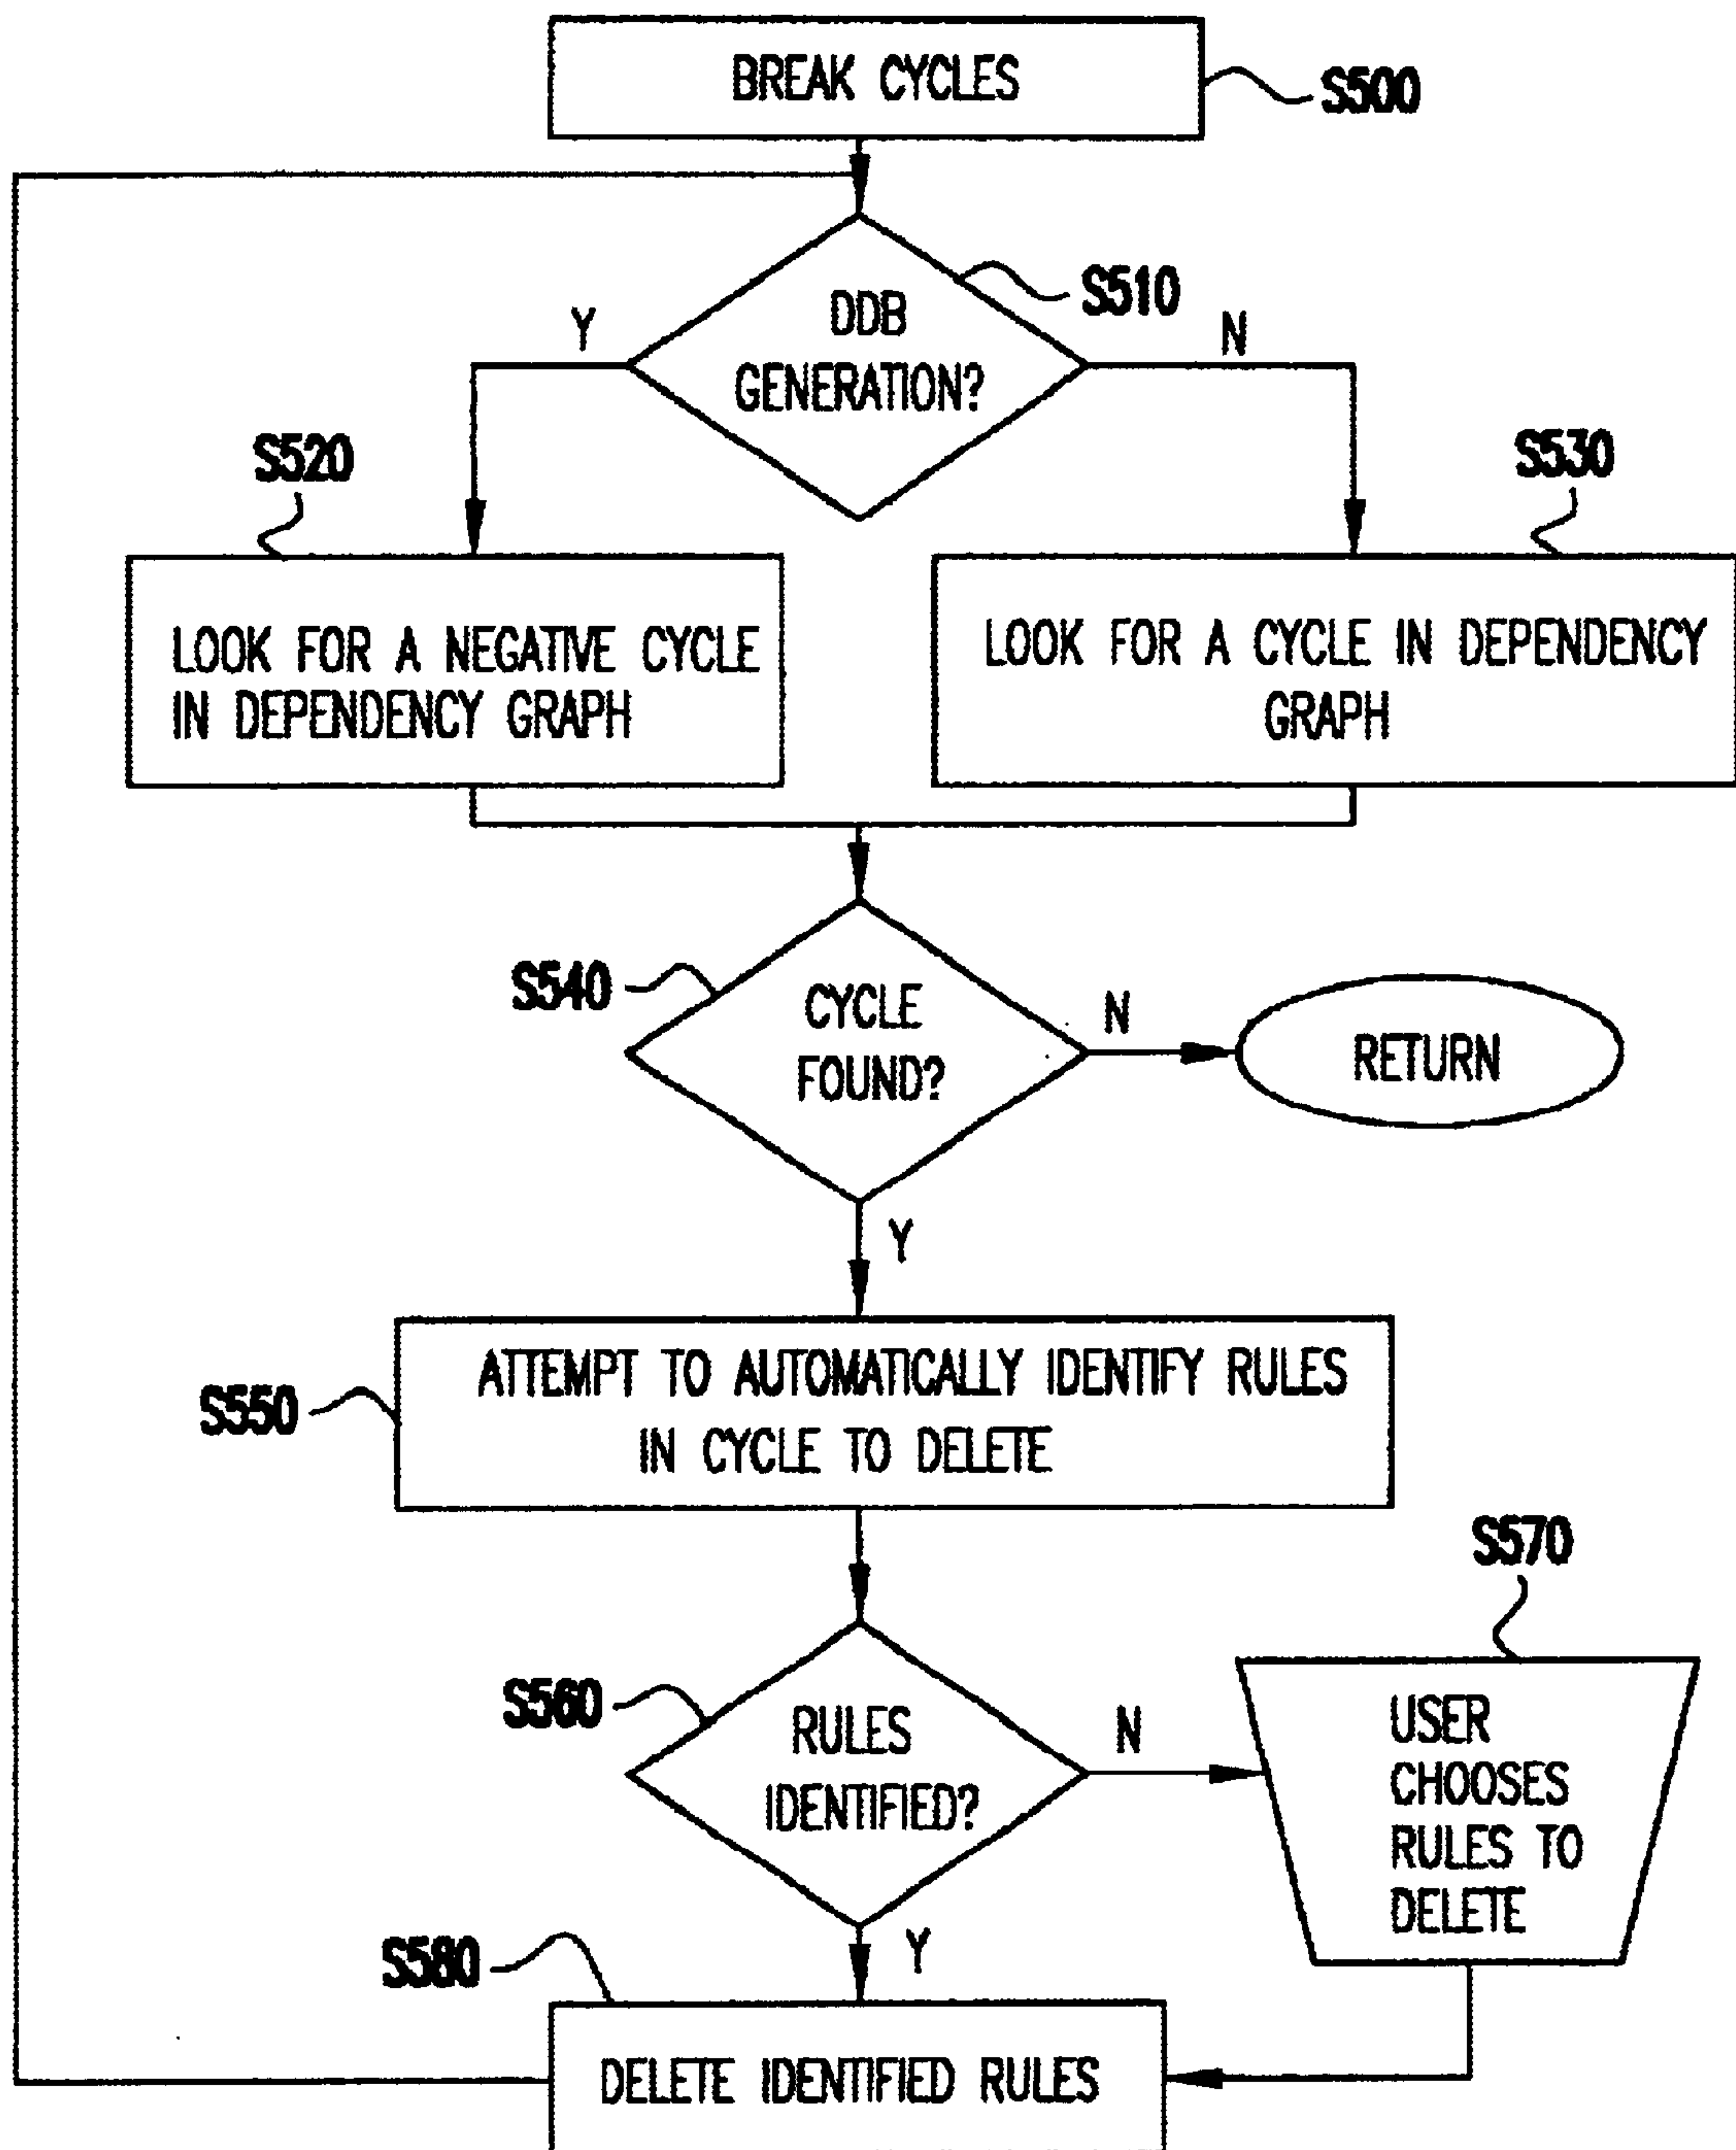 BREAK CYCLES
S500
DDB
GENERATION?
S510
Y
N
S520
S530
LOOK FOR A NEGATIVE CYCLE
IN DEPENDENCY GRAPH
LOOK FOR A CYCLE IN DEPENDENCY
GRAPH
S540
CYCLE
FOUND?
N
RETURN
Y
S550
ATTEMPT TO AUTOMATICALLY IDENTIFY RULES
IN CYCLE TO DELETE
S560
RULES
IDENTIFIED?
N
S570
USER
CHOOSES
RULES TO
DELETE
Y
S580
DELETE IDENTIFIED RULES